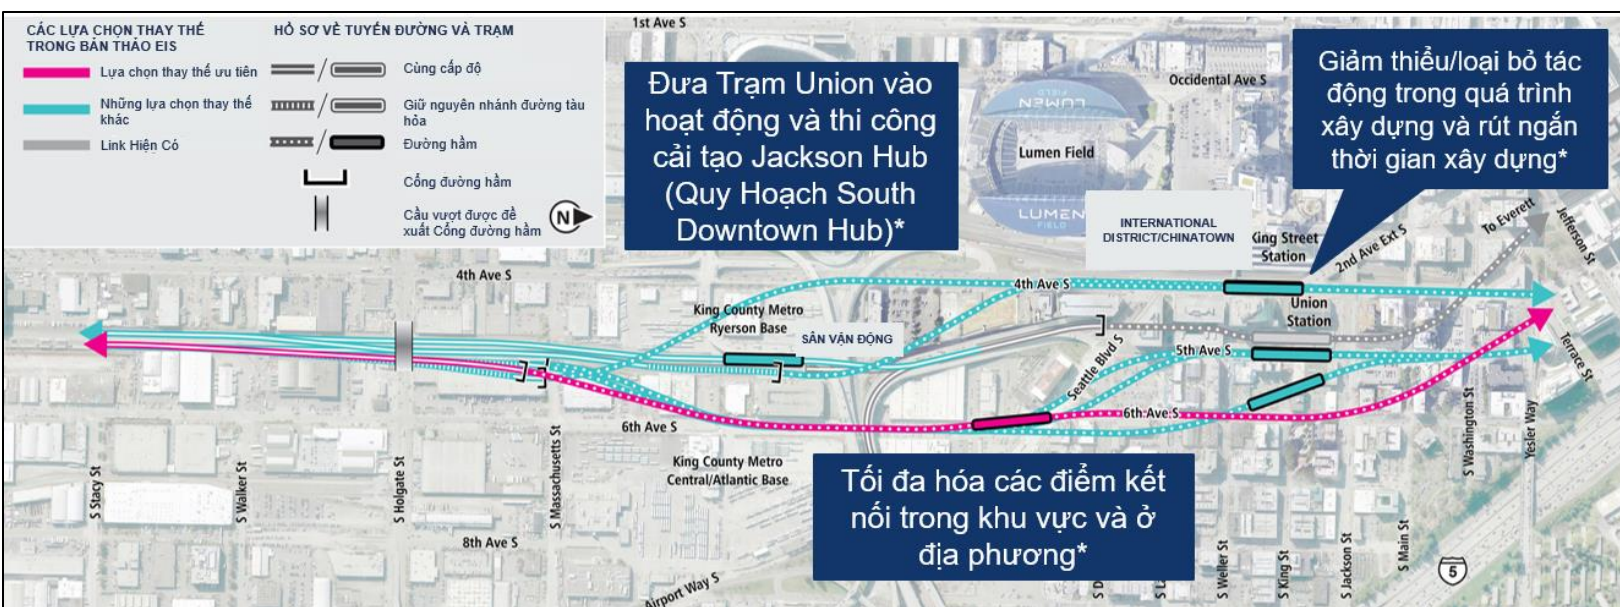 CÁC LỰA CHỌN THAY THẾ
TRONG BẢN THẢO EIS
Lựa chọn thay thế ưu tiên
Những lựa chọn thay thế
khác
Link Hiện Có
HỒ SƠ VỀ TUYẾN ĐƯỜNG VÀ TRẠM
Cùng cấp độ
Giữ nguyên nhánh đường tàu
hỏa
Đường hầm
Cổng đường hầm
Cầu vượt được đề
xuất Cổng đường hầm
N
1st Ave S
Đưa Trạm Union vào
hoạt động và thi công
cải tạo Jackson Hub
(Quy Hoạch South
Downtown Hub)*
Occidental Ave S
LUMEN
FIELD
Lumen Field
LUMEN
FIELD
Giảm thiểu/loại bỏ tác
động trong quá trình
xây dựng và rút ngắn
thời gian xây dựng*
INTERNATIONAL
DISTRICT/CHINATOWN
King Street
Station
2nd Ave Ext S
To Everett
Jefferson St
4th Ave S
4th Ave S
Union
Station
King County Metro
Ryerson Base
SÂN VẬN ĐỘNG
Seattle Blvd S
5th Ave S
Terrace St
6th Ave S
6th Ave S
S Washington St
Yesler Way
King County Metro
Central/Atlantic Base
S Stacy St
S Walker St
S Holgate St
S Massachusetts St
8th Ave S
Airport Way S
Tối đa hóa các điểm kết
nối trong khu vực và ở
địa phương*
S Weller St
S King St
S Jackson St
S Main St
5